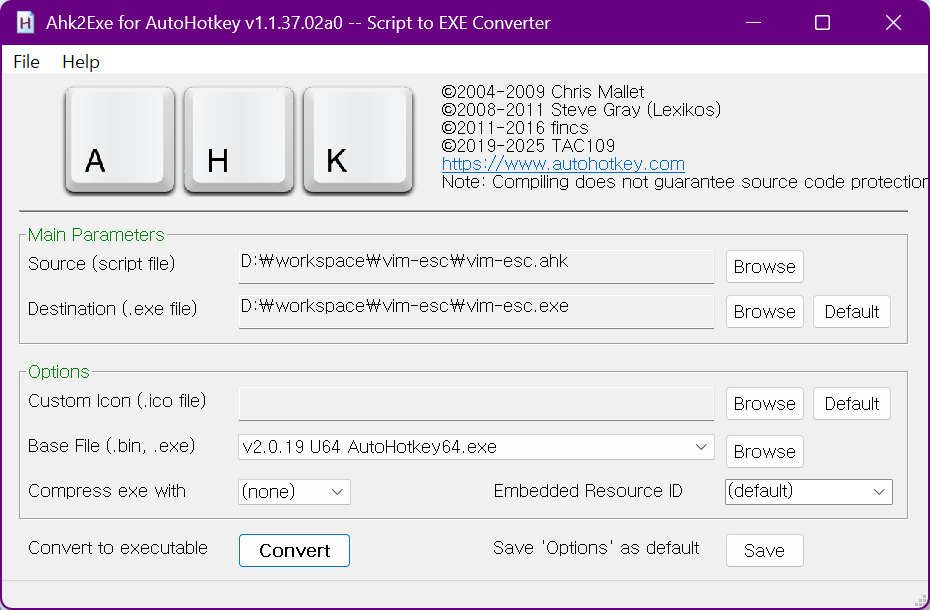 Ahk2Exe for AutoHotkey v1.1.37.02a0 -- Script to EXE Converter
File Help
A H K
©2004-2009 Chris Mallet
©2008-2011 Steve Gray (Lexikos)
©2011-2016 fincs
©2019-2025 TAC109
https://www.autohotkey.com
Note: Compiling does not guarantee source code protection
Main Parameters
Source (script file) D:₩workspace₩vim-esc₩vim-esc.ahk Browse
Destination (.exe file) D:₩workspace₩vim-esc₩vim-esc.exe Browse Default
Options
Custom Icon (.ico file) Browse Default
Base File (.bin, .exe) v2.0.19 U64 AutoHotkey64.exe Browse
Compress exe with (none) Embedded Resource ID (default)
Convert to executable Convert Save 'Options' as default Save